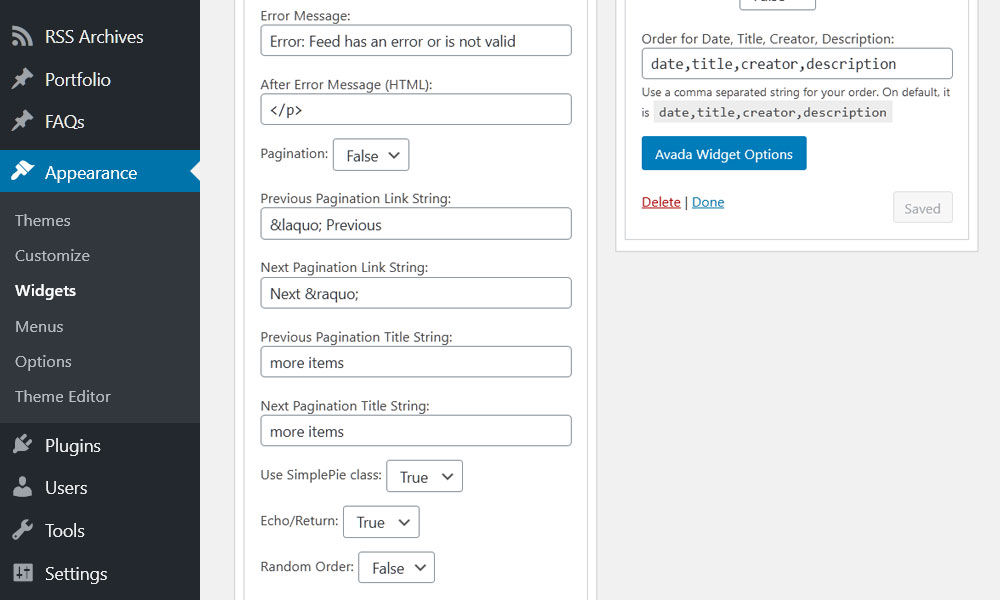 RSS Archives
Portfolio
FAQs
Appearance
Themes
Customize
Widgets
Menus
Options
Theme Editor
Plugins
Users
Tools
Settings
Error Message:
Error: Feed has an error or is not valid
After Error Message (HTML):
</p>
Pagination: False
Previous Pagination Link String:
&laquo; Previous
Next Pagination Link String:
Next &raquo;
Previous Pagination Title String:
more items
Next Pagination Title String:
more items
Use SimplePie class: True
Echo/Return: True
Random Order: False
Order for Date, Title, Creator, Description:
date,title,creator,description
Use a comma separated string for your order. On default, it
is date,title,creator,description
Avada Widget Options
Delete | Done
Saved